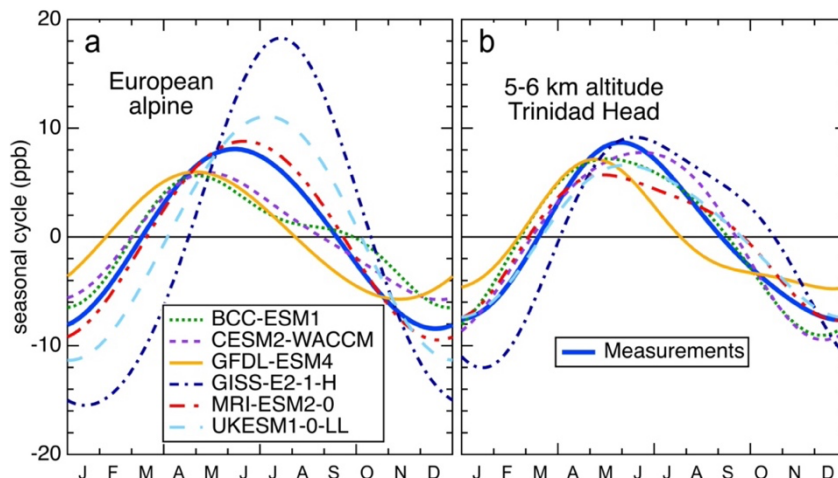 20
10
0
-10
-20
seasonal cycle (ppb)
a
European
alpine
BCC-ESM1
CESM2-WACCM
GFDL-ESM4
GISS-E2-1-H
MRI-ESM2-0
UKESM1-0-LL
J F M A M J J A S O N D
b
5-6 km altitude
Trinidad Head
Measurements
J F M A M J J A S O N D